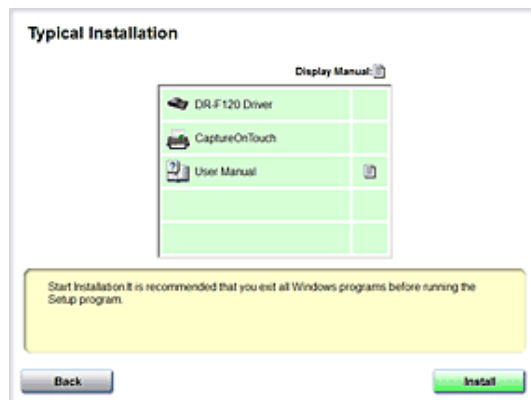 Typical Installation
Display Manual:
DR-F120 Driver
CaptureOnTouch
User Manual
Start Installation.It is recommended that you exit all Windows programs before running the
Setup program.
Back
Install